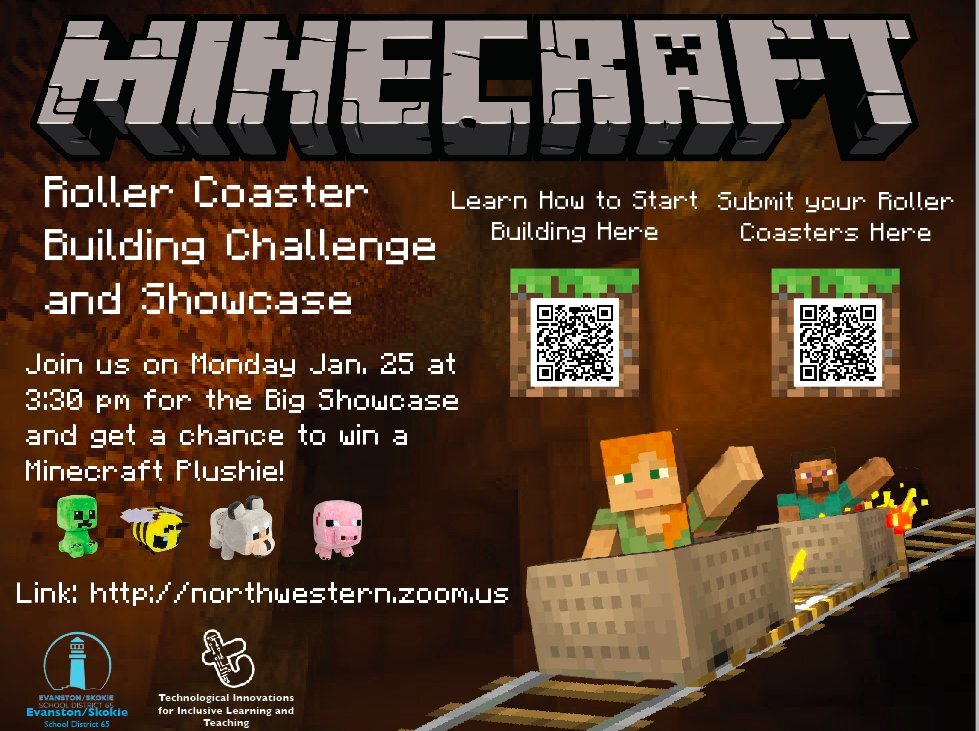 MINECRAFT
Roller Coaster
Building Challenge
and Showcase
Learn How to Start
Building Here
Submit your Roller
Coasters Here
Join us on Monday Jan. 25 at
3:30 pm for the Big Showcase
and get a chance to win a
Minecraft Plushie!
Link: http://northwestern.zoom.us
EVANSTON/SKOKIE
SCHOOL DISTRICT 65
Evanston/Skokie
School District 65
Technological Innovations
for Inclusive Learning and
Teaching